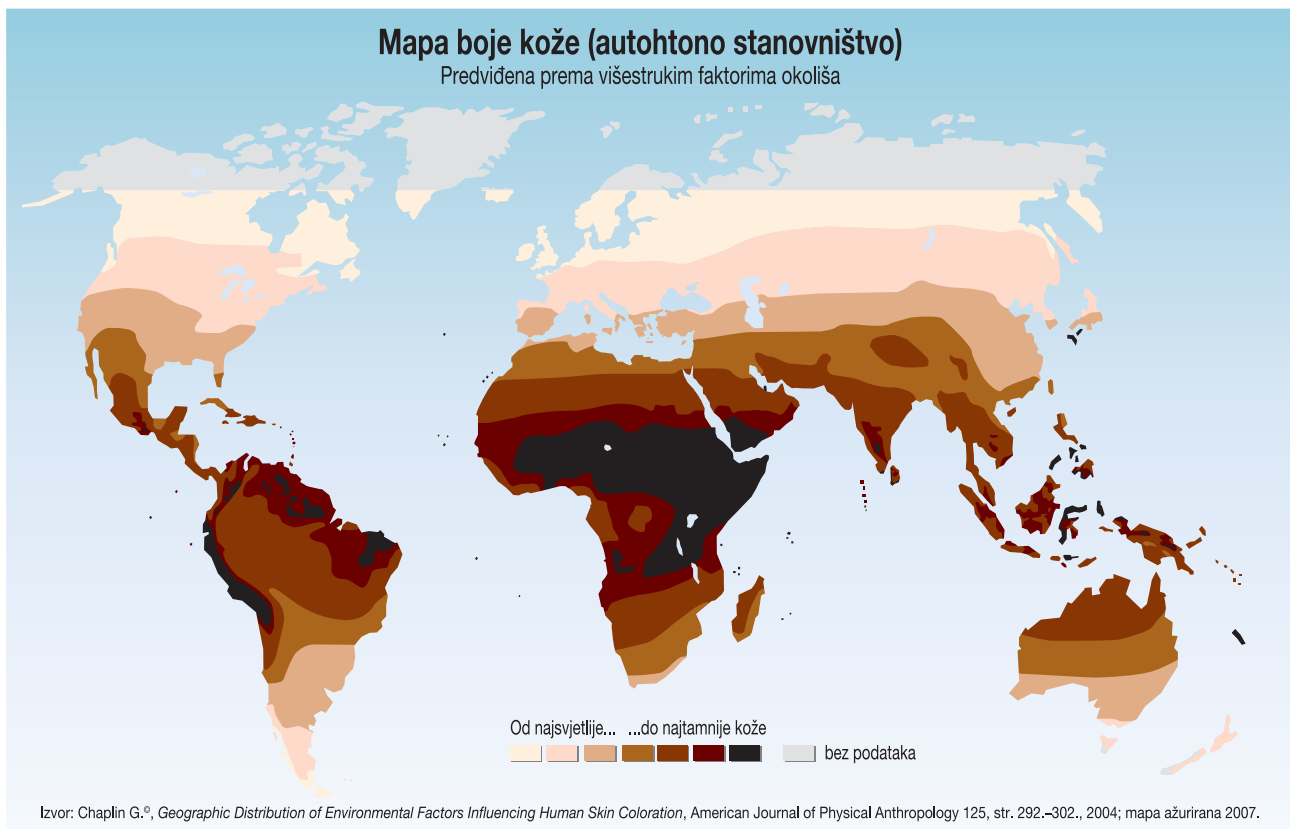 Mapa boje kože (autohtono stanovništvo)
Predviđena prema višestrukim faktorima okoliša
Od najsvjetlije... ...do najtamnije kože
bez podataka
Izvor: Chaplin G.©, Geographic Distribution of Environmental Factors Influencing Human Skin Coloration, American Journal of Physical Anthropology 125, str. 292.–302., 2004; mapa ažurirana 2007.